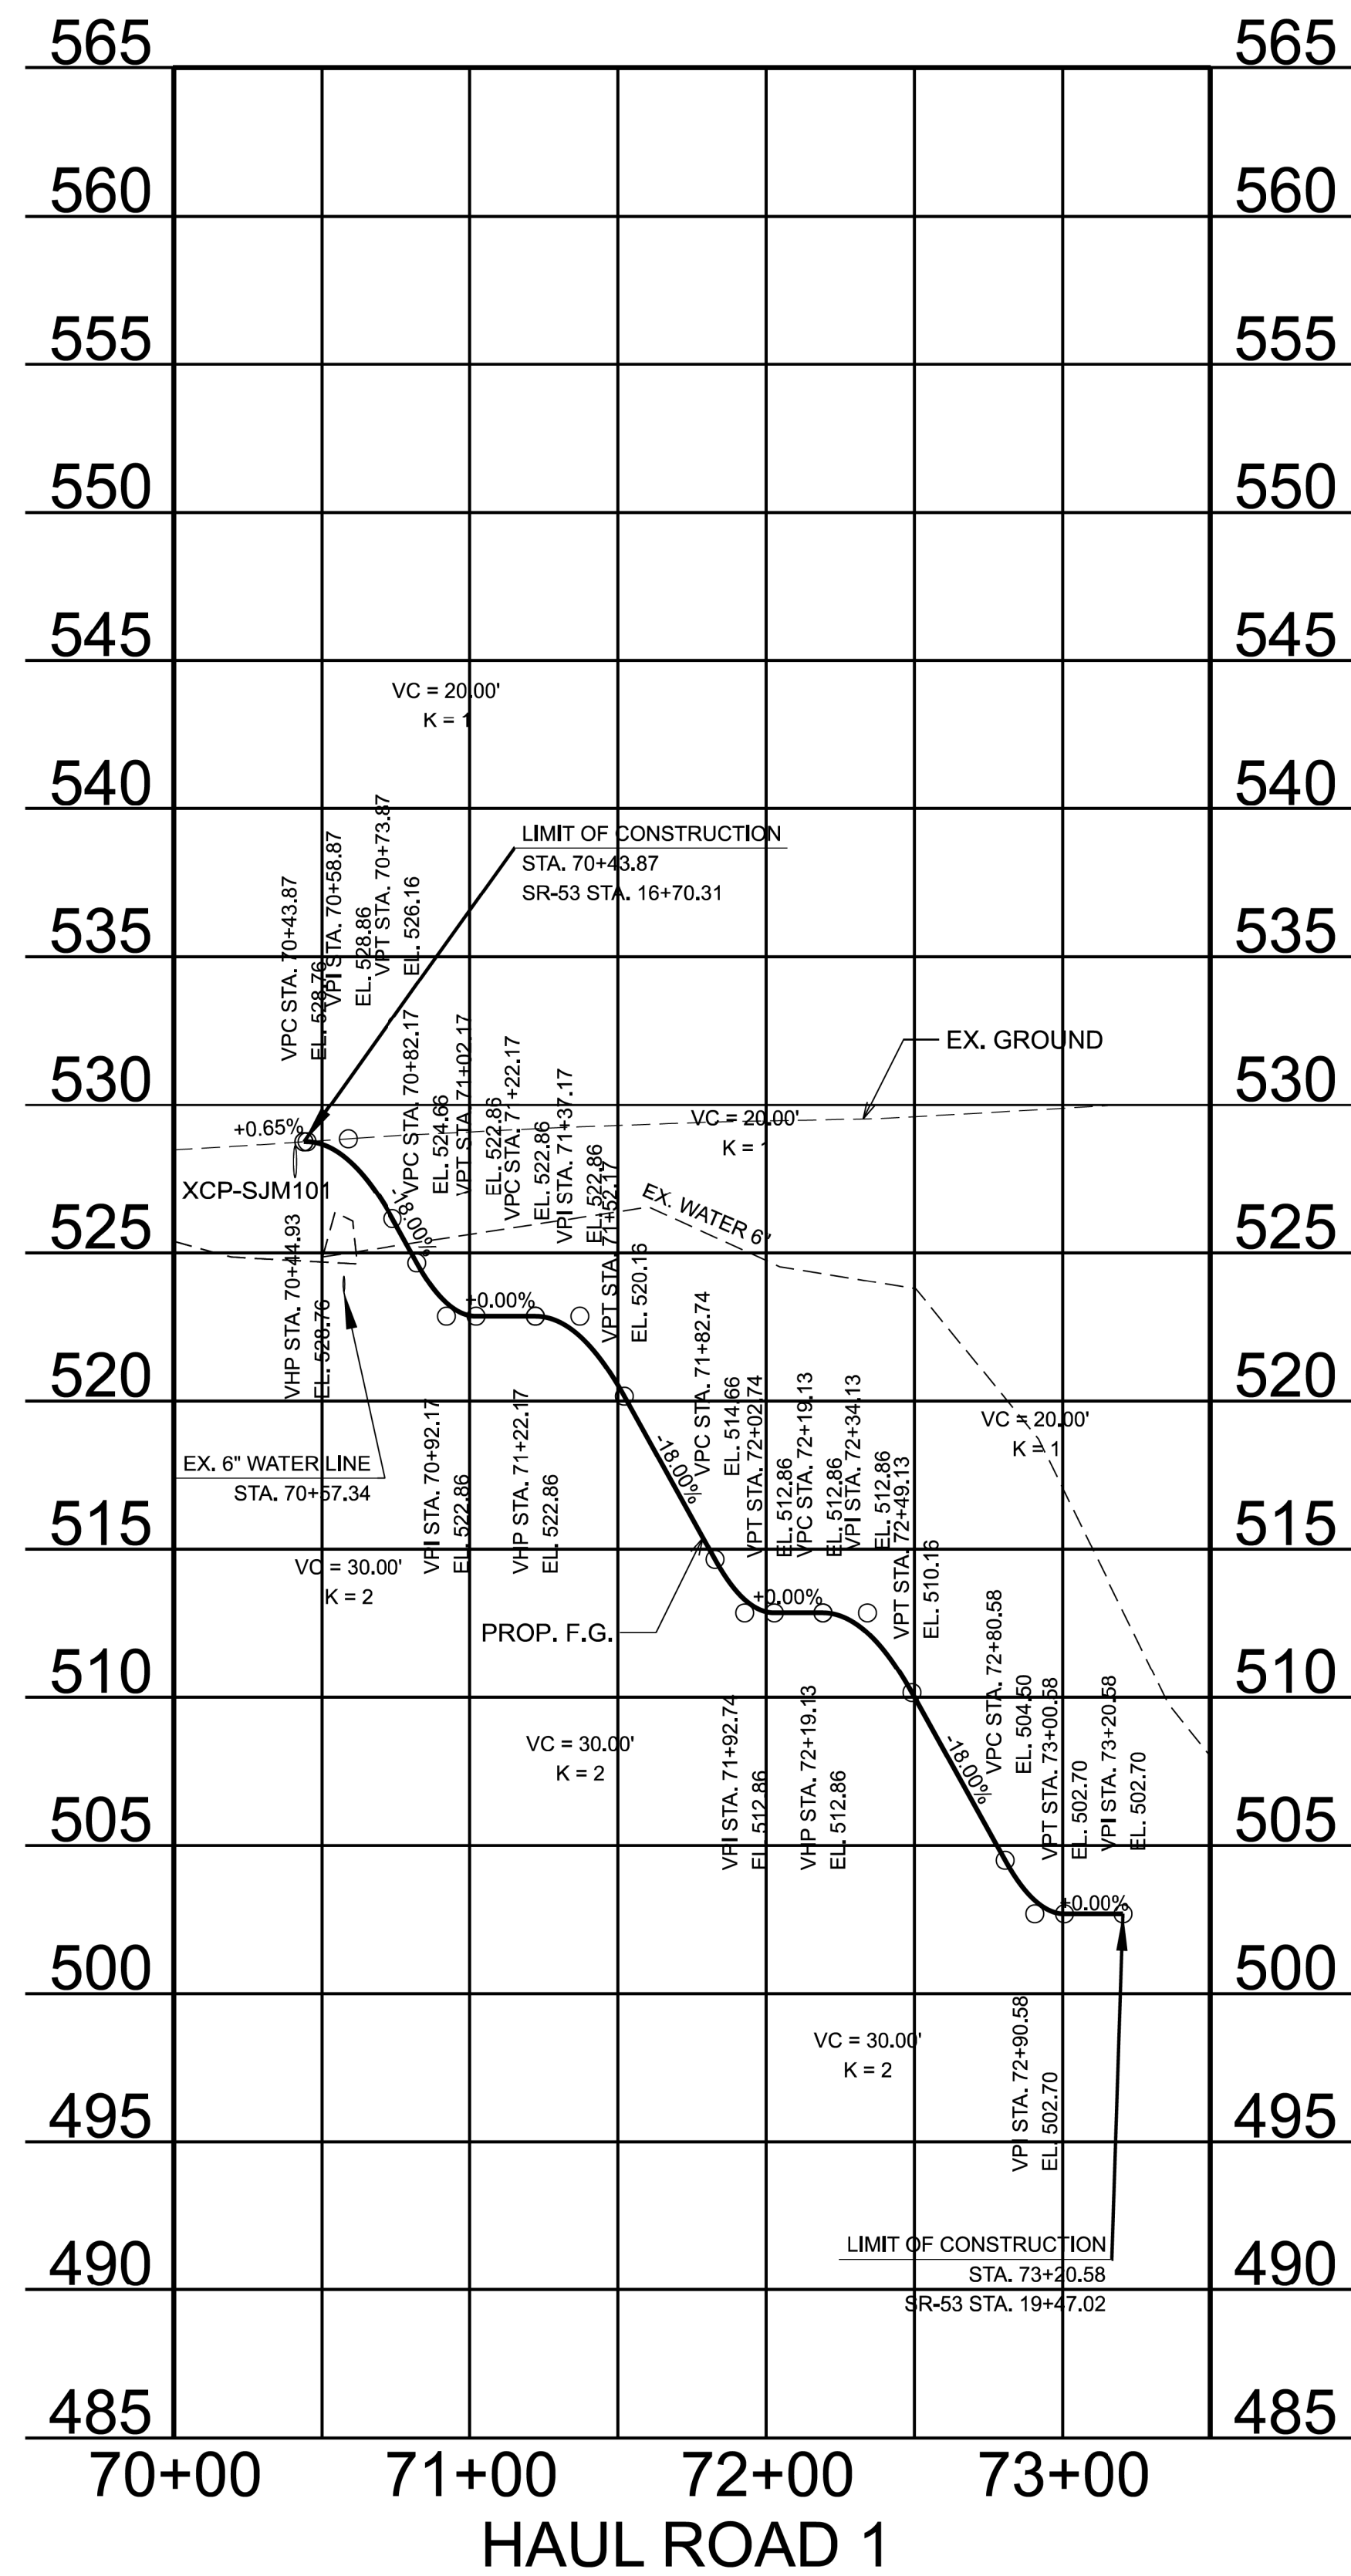 565 565
560 560
555 555
550 550
545 545
VC = 20.00'
K = 1
540 540
LIMIT OF CONSTRUCTION
STA. 70+43.87
SR-53 STA. 16+70.31
VPC STA. 70+43.87
EL. 528.76
VPI STA. 70+58.87
EL. 528.86
VPT STA. 70+73.87
EL. 526.16
535 535
EX. GROUND
530 530
+0.65%
XCP-SJM101
VPC STA. 70+82.17
EL. 524.66
VPT STA. 71+02.17
EL. 522.86
VPC STA. 71+22.17
EL. 522.86
VPI STA. 71+37.17
EL. 522.86
VPT STA. 71+52.17
EL. 520.16
VC = 20.00'
K = 1
EX. WATER 6"
-18.00%
525 525
+0.00%
VHP STA. 70+44.93
EL. 528.76
520 520
EX. 6" WATER LINE
STA. 70+57.34
VPI STA. 70+92.17
EL. 522.86
VHP STA. 71+22.17
EL. 522.86
-18.00%
VPC STA. 71+82.74
EL. 514.66
VPT STA. 72+02.74
EL. 512.86
VPC STA. 72+19.13
EL. 512.86
VPI STA. 72+34.13
EL. 512.86
VPT STA. 72+49.13
EL. 510.16
VC = 20.00'
K = 1
515 515
VC = 30.00'
K = 2
+0.00%
PROP. F.G.
510 510
VC = 30.00'
K = 2
VPI STA. 71+92.74
EL. 512.86
VHP STA. 72+19.13
EL. 512.86
-18.00%
VPC STA. 72+80.58
EL. 504.50
VPT STA. 73+00.58
EL. 502.70
VPI STA. 73+20.58
EL. 502.70
505 505
+0.00%
500 500
VC = 30.00'
K = 2
VPI STA. 72+90.58
EL. 502.70
495 495
LIMIT OF CONSTRUCTION
STA. 73+20.58
SR-53 STA. 19+47.02
490 490
485 485
70+00 71+00 72+00 73+00
HAUL ROAD 1